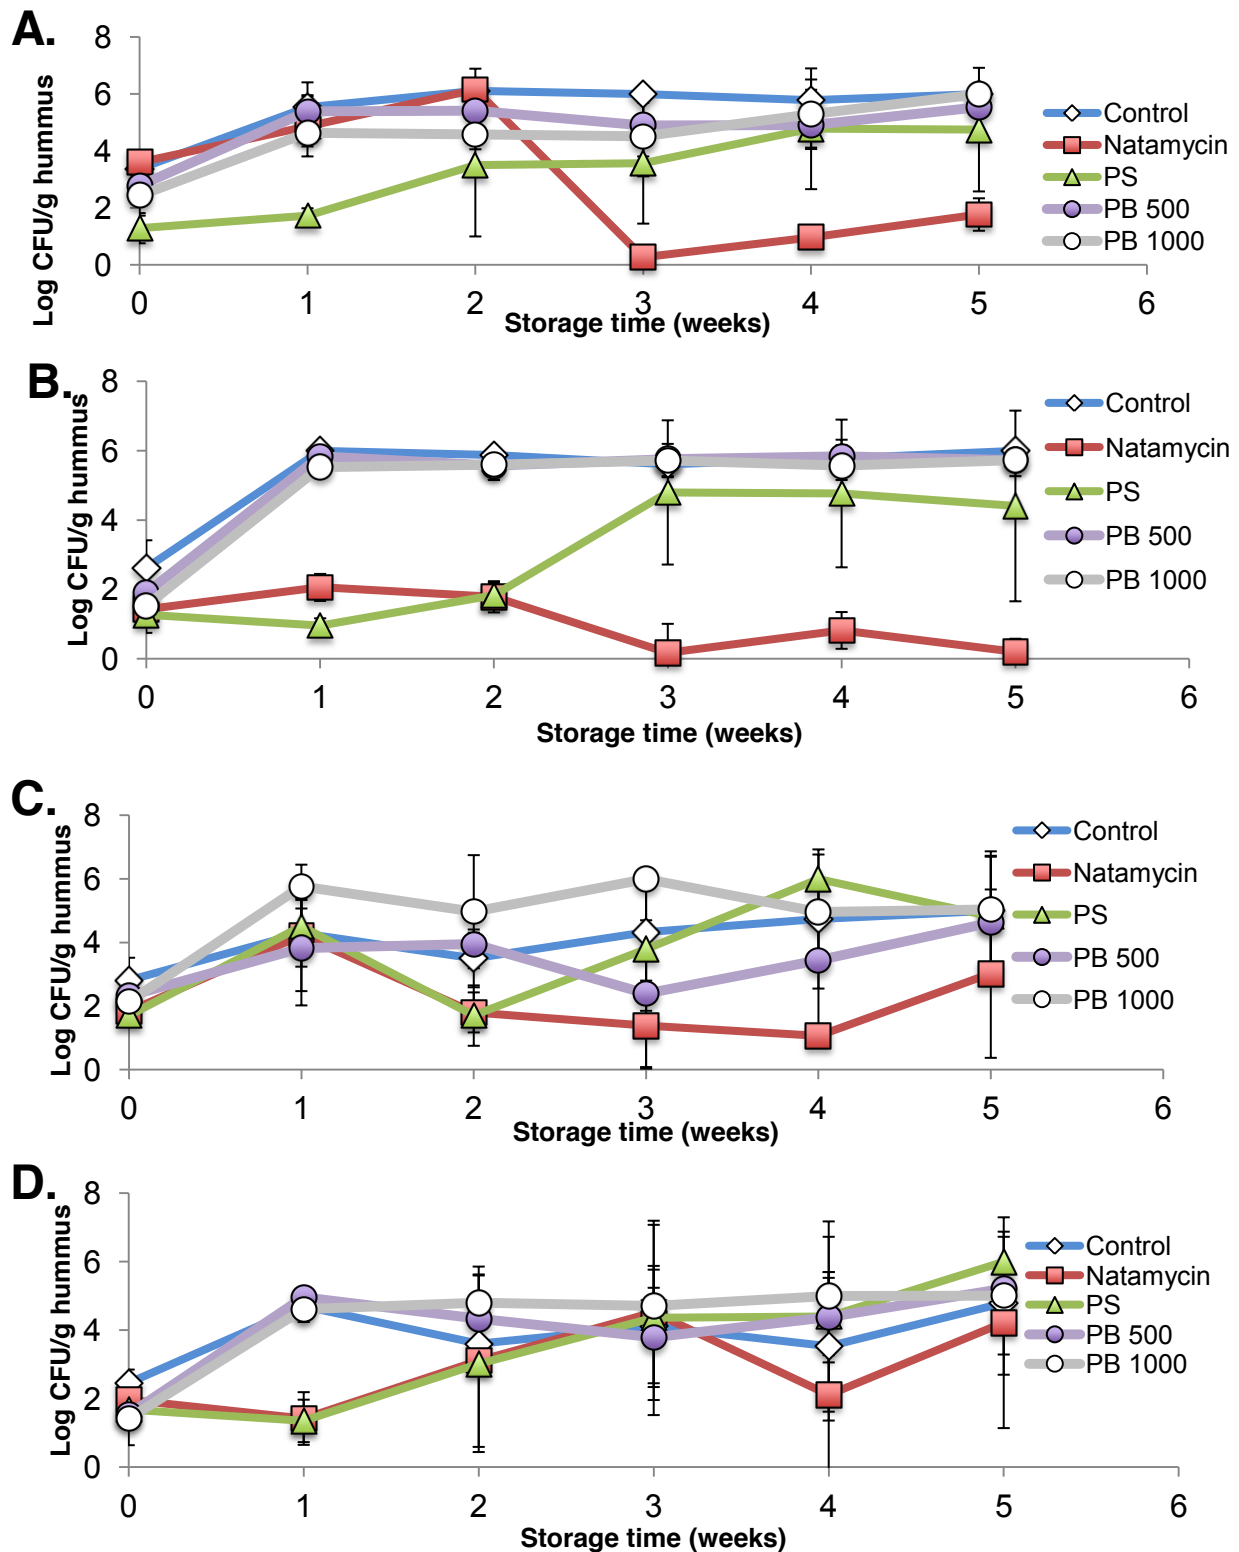 A.
Log CFU/g hummus
8
6
4
2
0
0 1 2 3 4 5 6
Storage time (weeks)
Control
Natamycin
PS
PB 500
PB 1000
B.
Log CFU/g hummus
8
6
4
2
0
0 1 2 3 4 5 6
Storage time (weeks)
Control
Natamycin
PS
PB 500
PB 1000
C.
Log CFU/g hummus
8
6
4
2
0
0 1 2 3 4 5 6
Storage time (weeks)
Control
Natamycin
PS
PB 500
PB 1000
D.
Log CFU/g hummus
8
6
4
2
0
0 1 2 3 4 5 6
Storage time (weeks)
Control
Natamycin
PS
PB 500
PB 1000